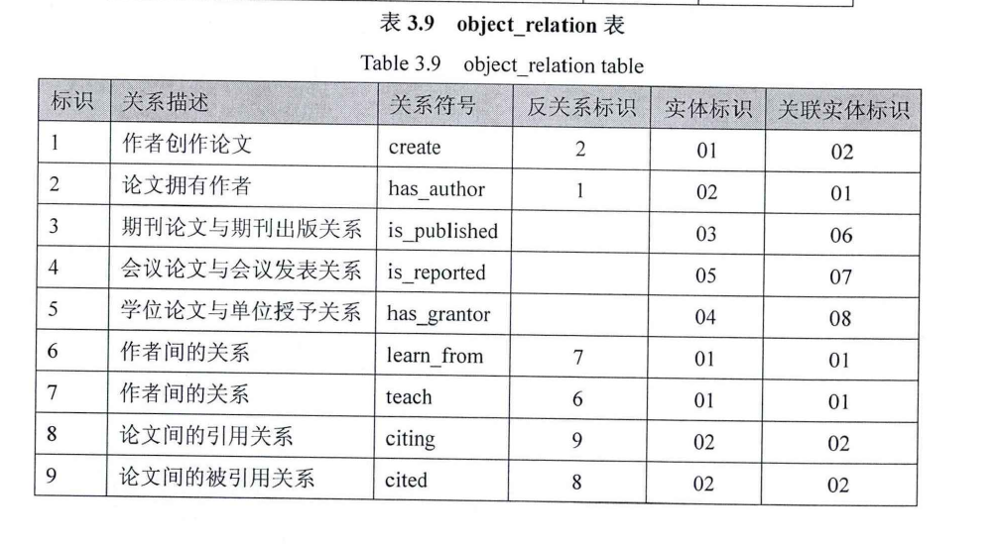 表 3.9 object_relation 表
Table 3.9 object_relation table
标识 关系描述 关系符号 反关系标识 实体标识 关联实体标识
1 作者创作论文 create 2 01 02
2 论文拥有作者 has_author 1 02 01
3 期刊论文与期刊出版关系 is_published 03 06
4 会议论文与会议发表关系 is_reported 05 07
5 学位论文与单位授予关系 has_grantor 04 08
6 作者间的关系 learn_from 7 01 01
7 作者间的关系 teach 6 01 01
8 论文间的引用关系 citing 9 02 02
9 论文间的被引用关系 cited 8 02 02